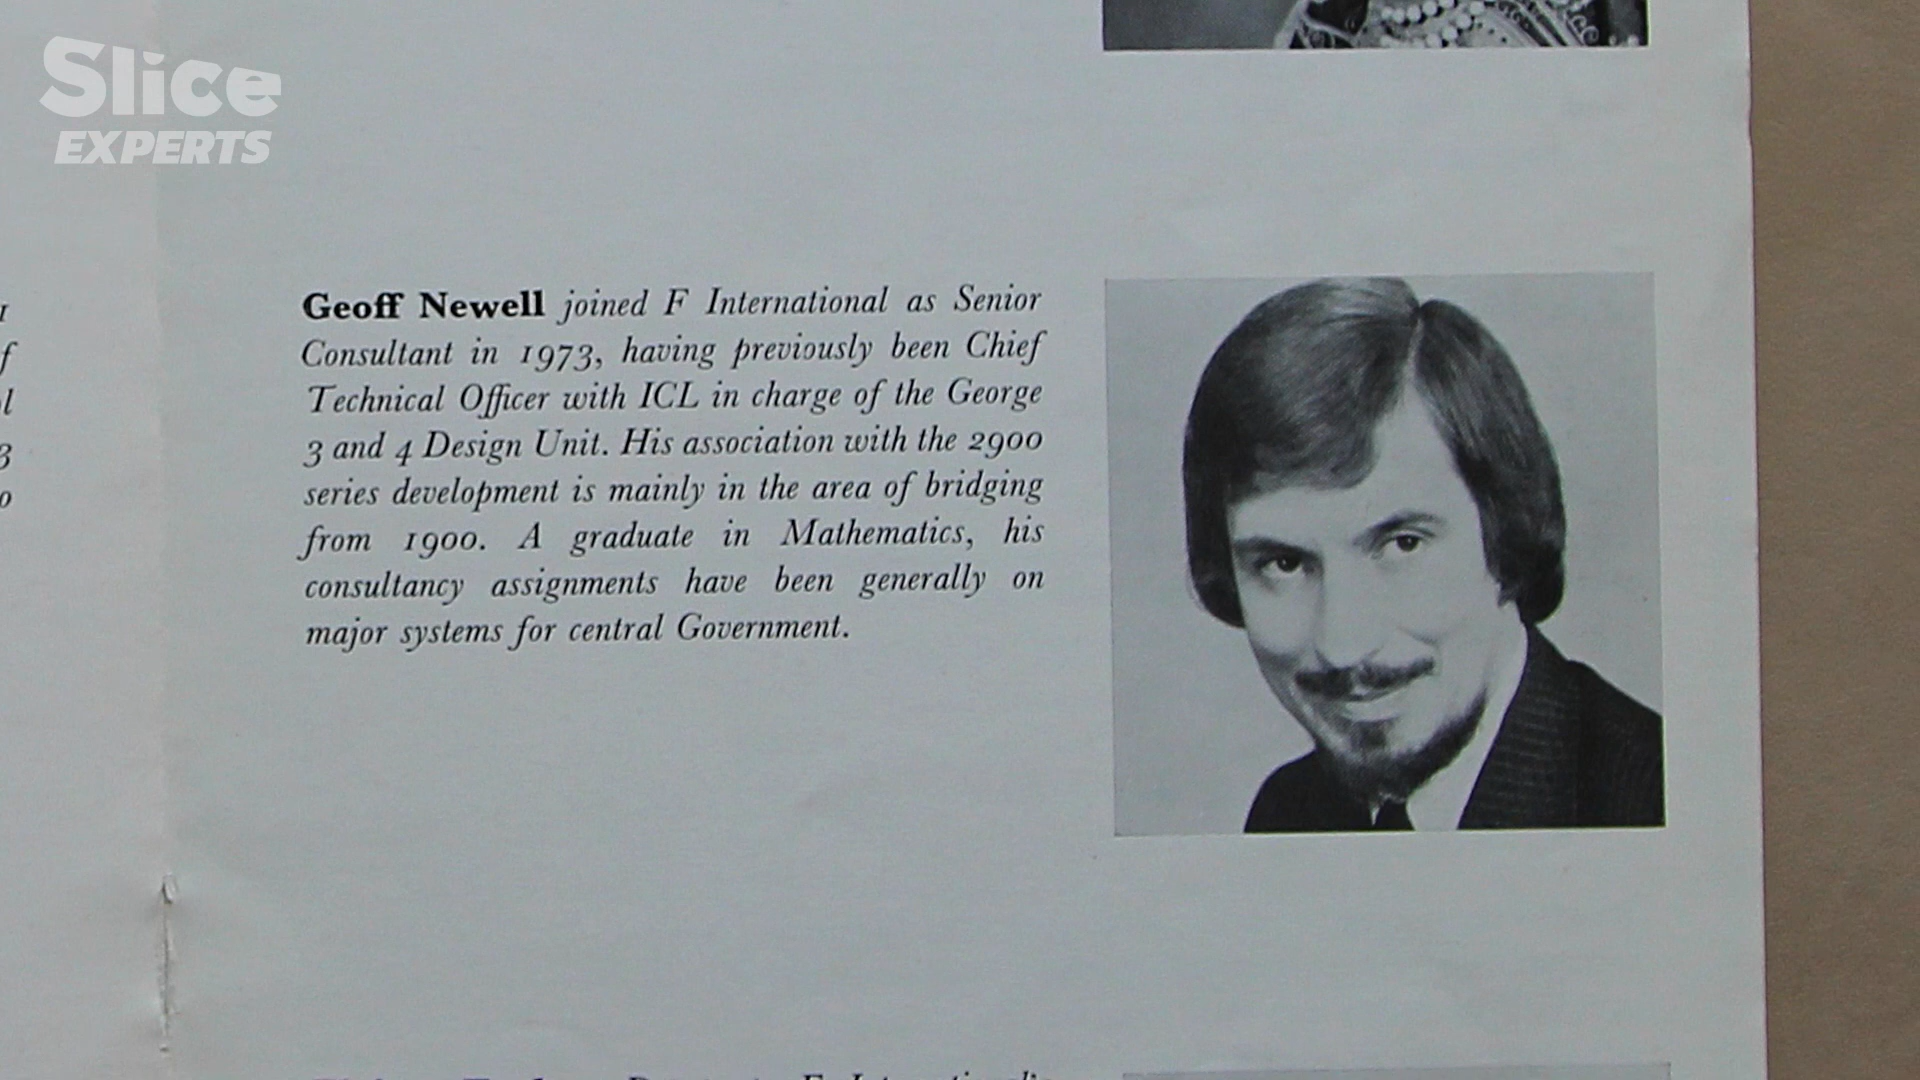 Slice
EXPERTS
Geoff Newell joined F International as Senior
Consultant in 1973, having previously been Chief
Technical Officer with ICL in charge of the George
3 and 4 Design Unit. His association with the 2900
series development is mainly in the area of bridging
from 1900. A graduate in Mathematics, his
consultancy assignments have been generally on
major systems for central Government.